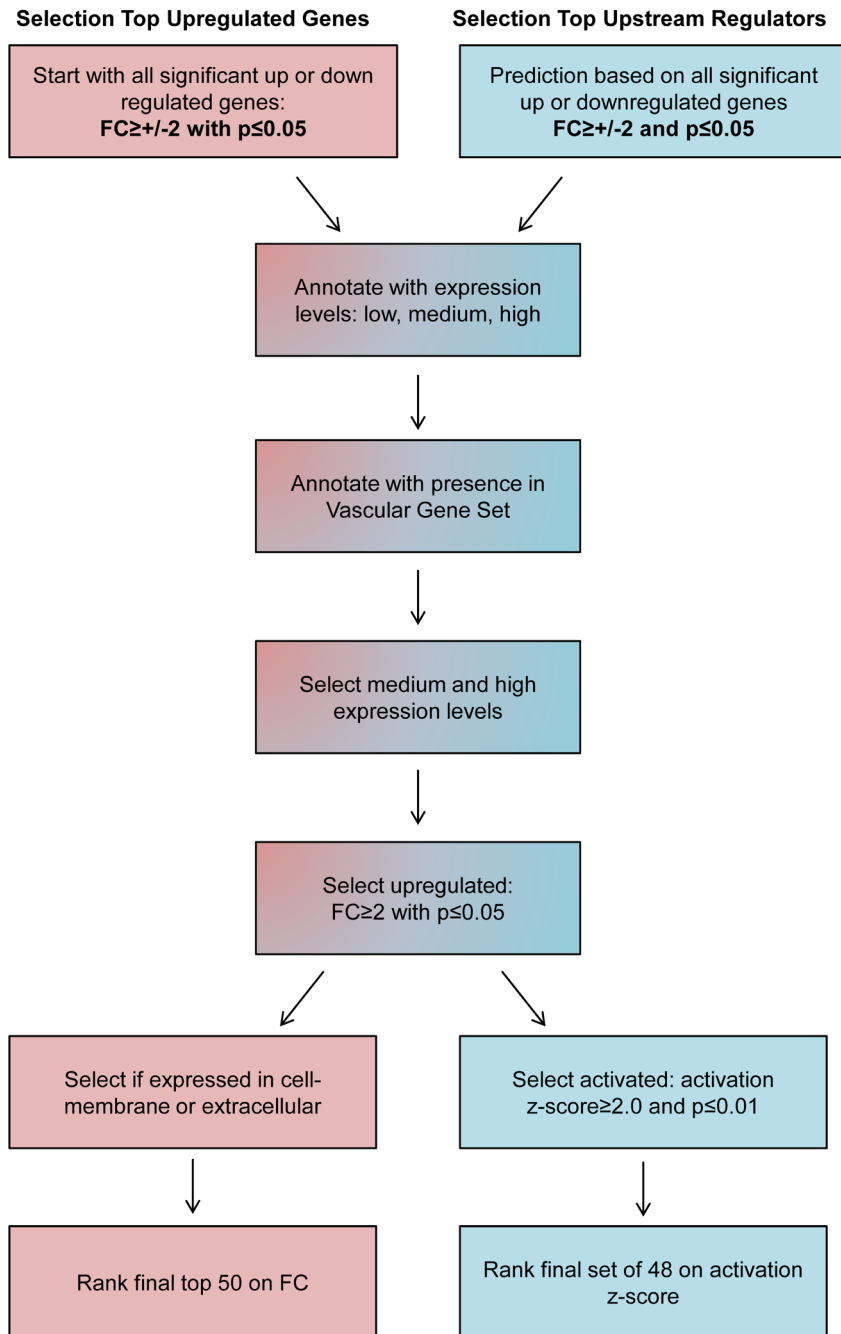 Selection Top Upregulated Genes
Selection Top Upstream Regulators
Start with all significant up or down
regulated genes:
FC≥+/-2 with p≤0.05
Prediction based on all significant
up or downregulated genes
FC≥+/-2 and p≤0.05
Annotate with expression
levels: low, medium, high
Annotate with presence in
Vascular Gene Set
Select medium and high
expression levels
Select upregulated:
FC≥2 with p≤0.05
Select if expressed in cell-
membrane or extracellular
Select activated: activation
z-score≥2.0 and p≤0.01
Rank final top 50 on FC
Rank final set of 48 on activation
z-score